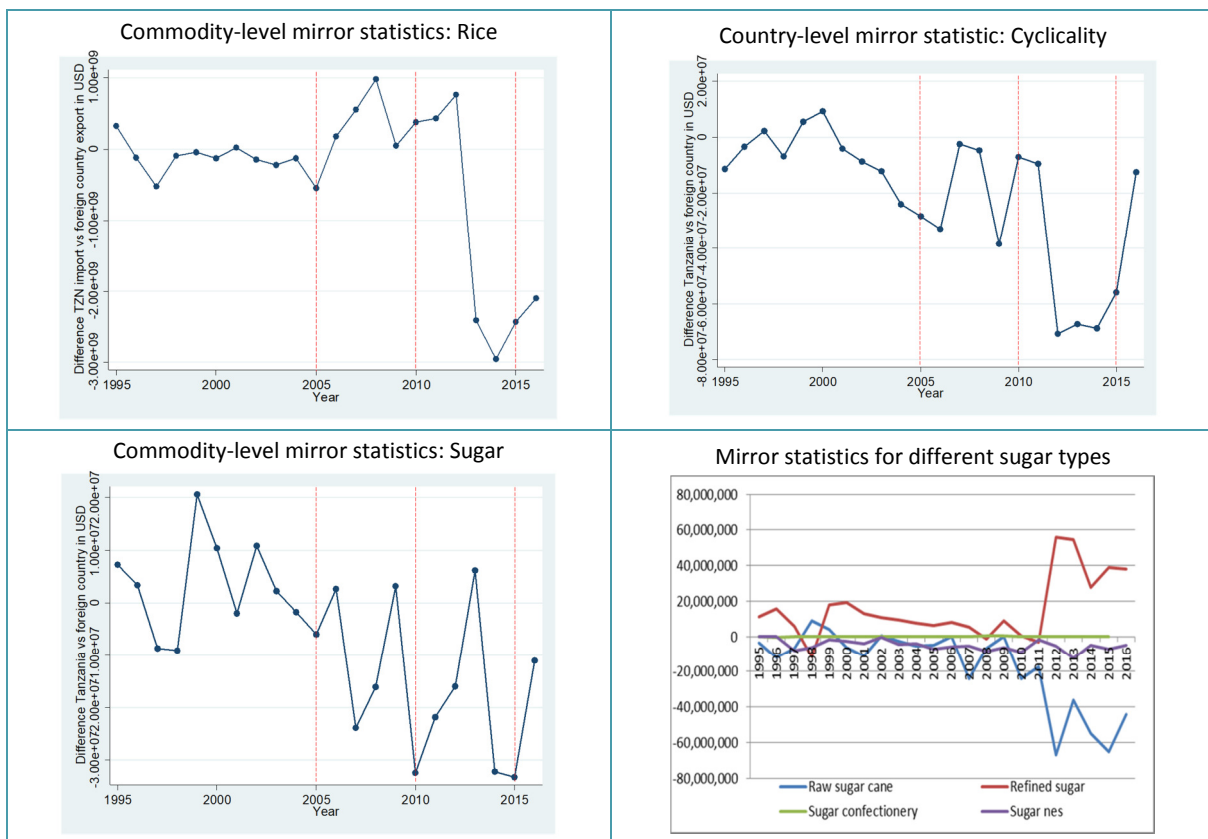 Commodity-level mirror statistics: Rice
Difference TZN import vs foreign country export in USD
1.00e+09
0
-1.00e+09
-2.00e+09
-3.00e+09
1995 2000 2005 2010 2015
Year
Country-level mirror statistic: Cyclicality
Difference Tanzania vs foreign country in USD
2.00e+07
0
-2.00e+07
-4.00e+07
-6.00e+07
-8.00e+07
1995 2000 2005 2010 2015
Year
Commodity-level mirror statistics: Sugar
Difference Tanzania vs foreign country in USD
2.00e+07
1.00e+07
0
-1.00e+07
-2.00e+07
-3.00e+07
1995 2000 2005 2010 2015
Year
Mirror statistics for different sugar types
80,000,000
60,000,000
40,000,000
20,000,000
0
-20,000,000
-40,000,000
-60,000,000
-80,000,000
1995 1996 1997 1998 1999 2000 2001 2002 2003 2004 2005 2006 2007 2008 2009 2010 2011 2012 2013 2014 2015 2016
Raw sugar cane Refined sugar
Sugar confectionery Sugar nes